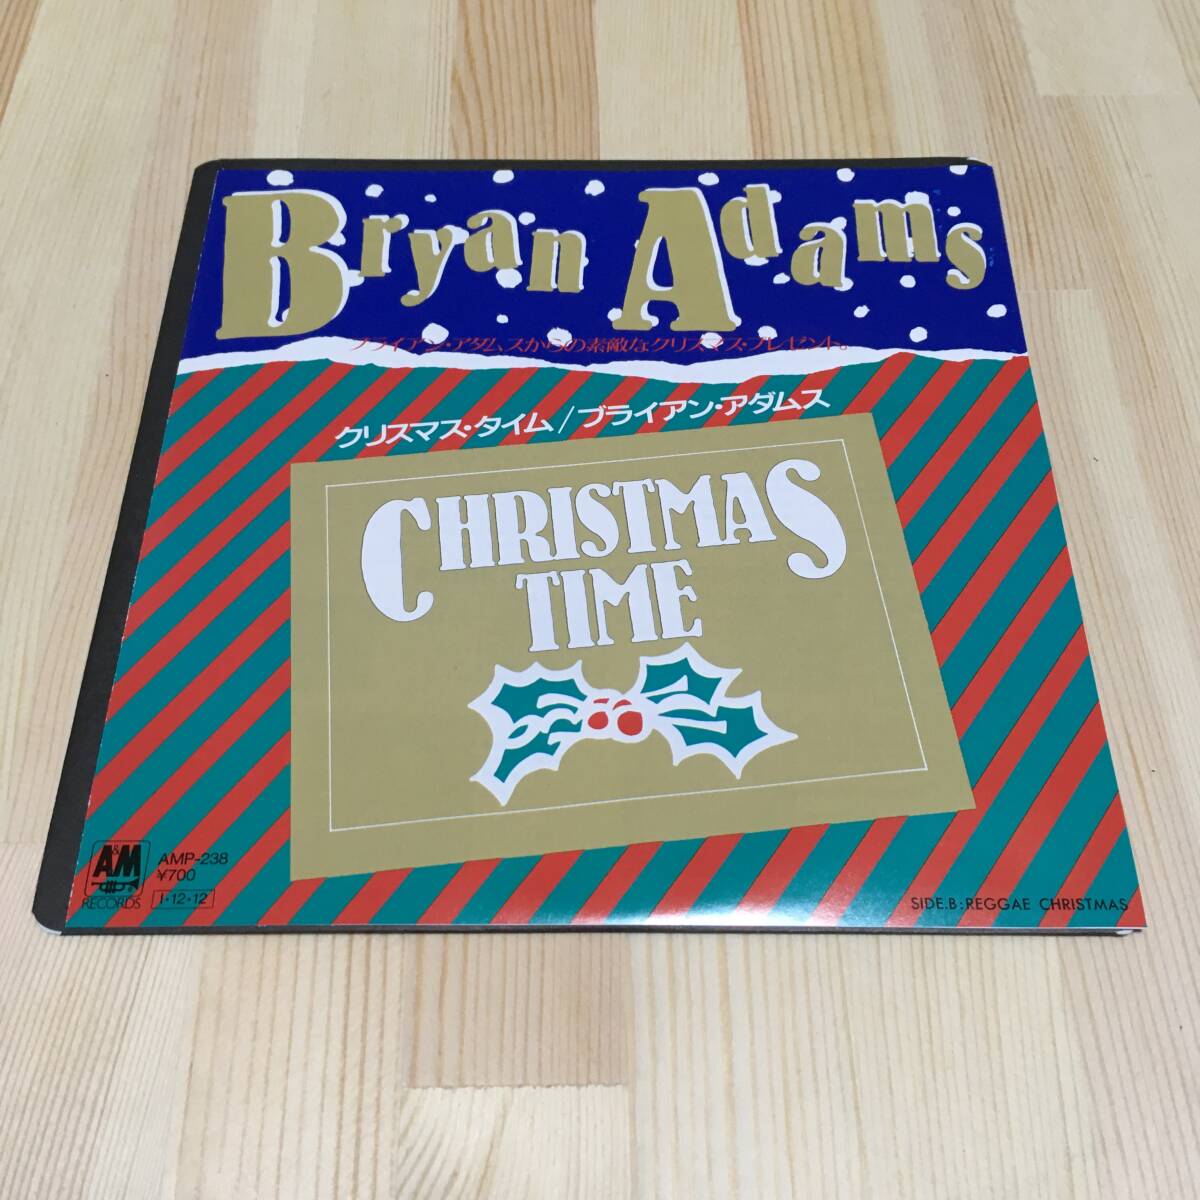 Bryan Adams
ブライアン・アダムスからの素敵なクリスマス・プレゼント。
クリスマス・タイム/ブライアン・アダムス
CHRISTMAS
TIME
A&M
RECORDS
AMP-238
¥700
1・12・12
SIDE.B:REGGAE CHRISTMAS